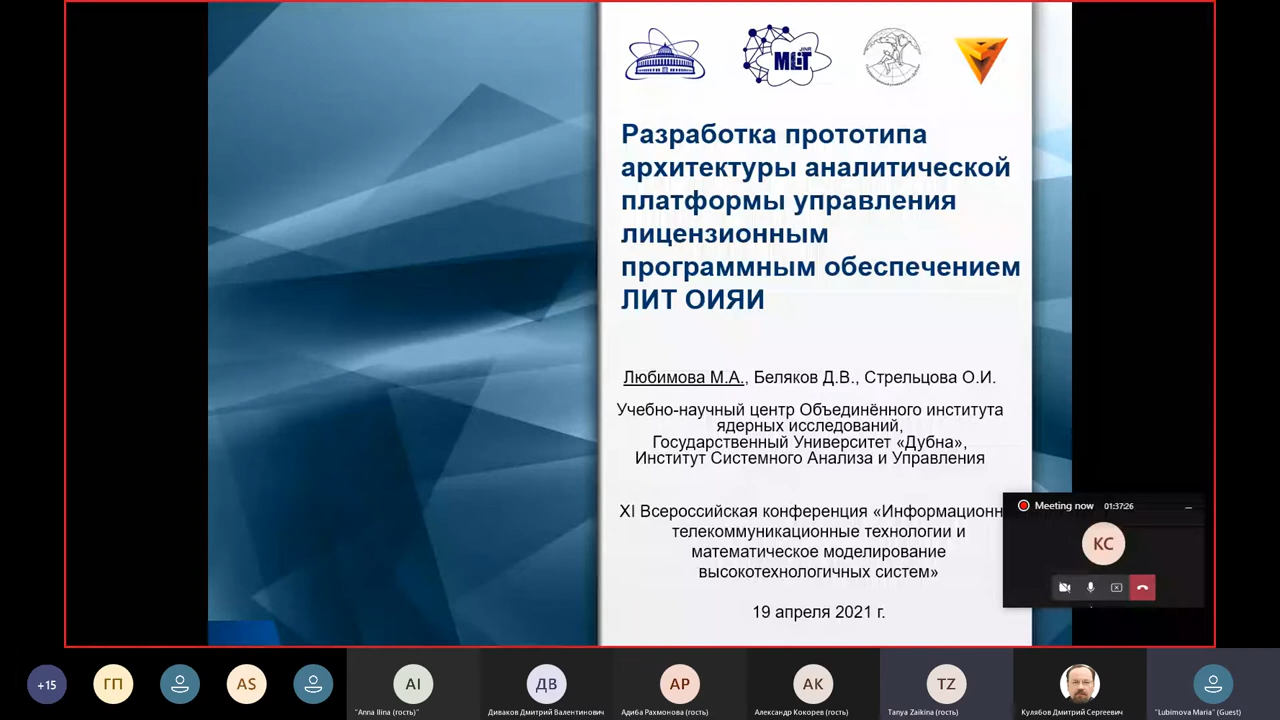 JINR
MLIT
Разработка прототипа
архитектуры аналитической
платформы управления
лицензионным
программным обеспечением
ЛИТ ОИЯИ
Любимова М.А., Беляков Д.В., Стрельцова О.И.
Учебно-научный центр Объединённого института
ядерных исследований,
Государственный Университет «Дубна»,
Институт Системного Анализа и Управления
XI Всероссийская конференция «Информационн
телекоммуникационные технологии и
математическое моделирование
высокотехнологичных систем»
19 апреля 2021 г.
Meeting now 01:37:26
КС
+15
ГП
AS
AI
ДВ
АР
АК
TZ
"Anna Ilina (гость)"
Диваков Дмитрий Валентинович
Адиба Рахмонова (гость)
Александр Кокорев (гость)
Tanya Zaikina (гость)
Кулябов Дмитрий Сергеевич
"Lubimova Maria" (Guest)